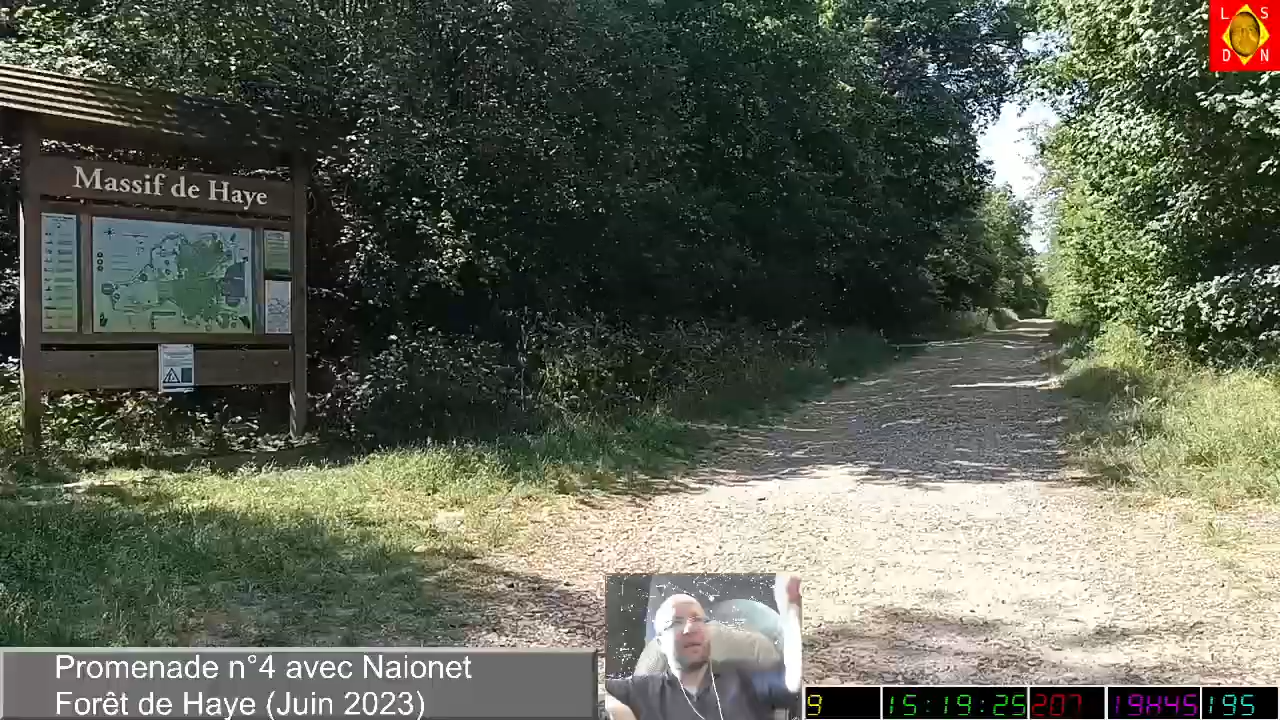 L S
D N
Massif de Haye
Promenade n°4 avec Naionet
Forêt de Haye (Juin 2023)
9 15:19:25 207 19H45 195